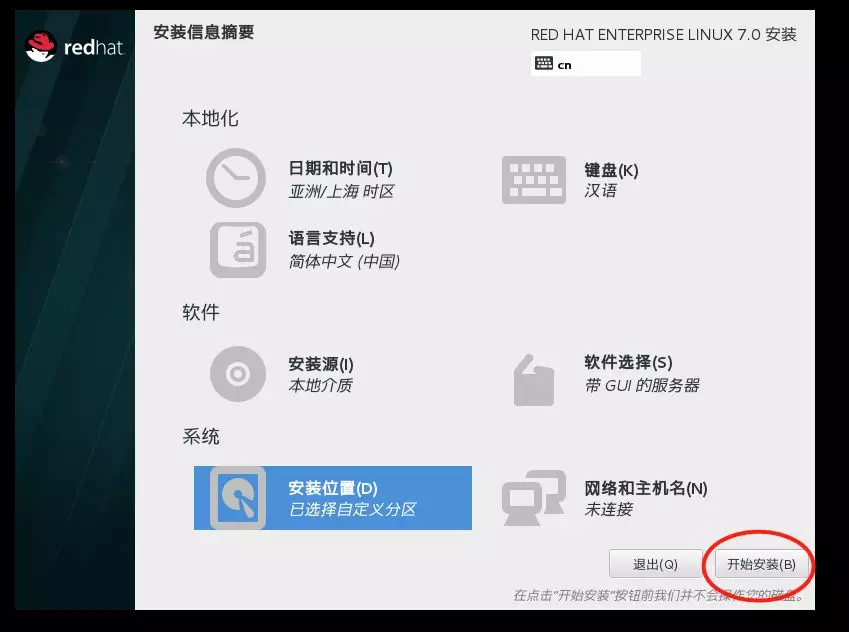 redhat
安装信息摘要
RED HAT ENTERPRISE LINUX 7.0 安装
cn
本地化
日期和时间(T)
亚洲/上海 时区
键盘(K)
汉语
á
语言支持(L)
简体中文 (中国)
软件
安装源(I)
本地介质
软件选择(S)
带 GUI 的服务器
系统
安装位置(D)
已选择自定义分区
网络和主机名(N)
未连接
退出(Q)
开始安装(B)
在点击"开始安装"按钮前我们并不会操作您的磁盘。